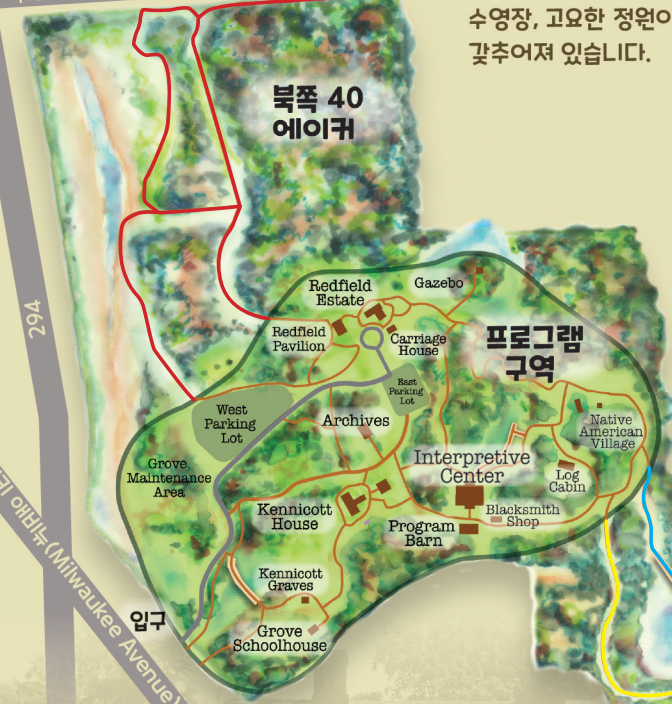 수영장, 고요한 정원이
갖추어져 있습니다.
북쪽 40
에이커
294
Redfield
Estate
Gazebo
Redfield
Pavilion
Carriage
House
프로그램
구역
East
Parking
Lot
West
Parking
Lot
Archives
Native
American
Village
Grove
Maintenance
Area
Interpretive
Center
Log
Cabin
Kennicott
House
Blacksmith
Shop
Program
Barn
Kennicott
Graves
입구
Grove
Schoolhouse
애비뉴(Milwaukee Avenue)